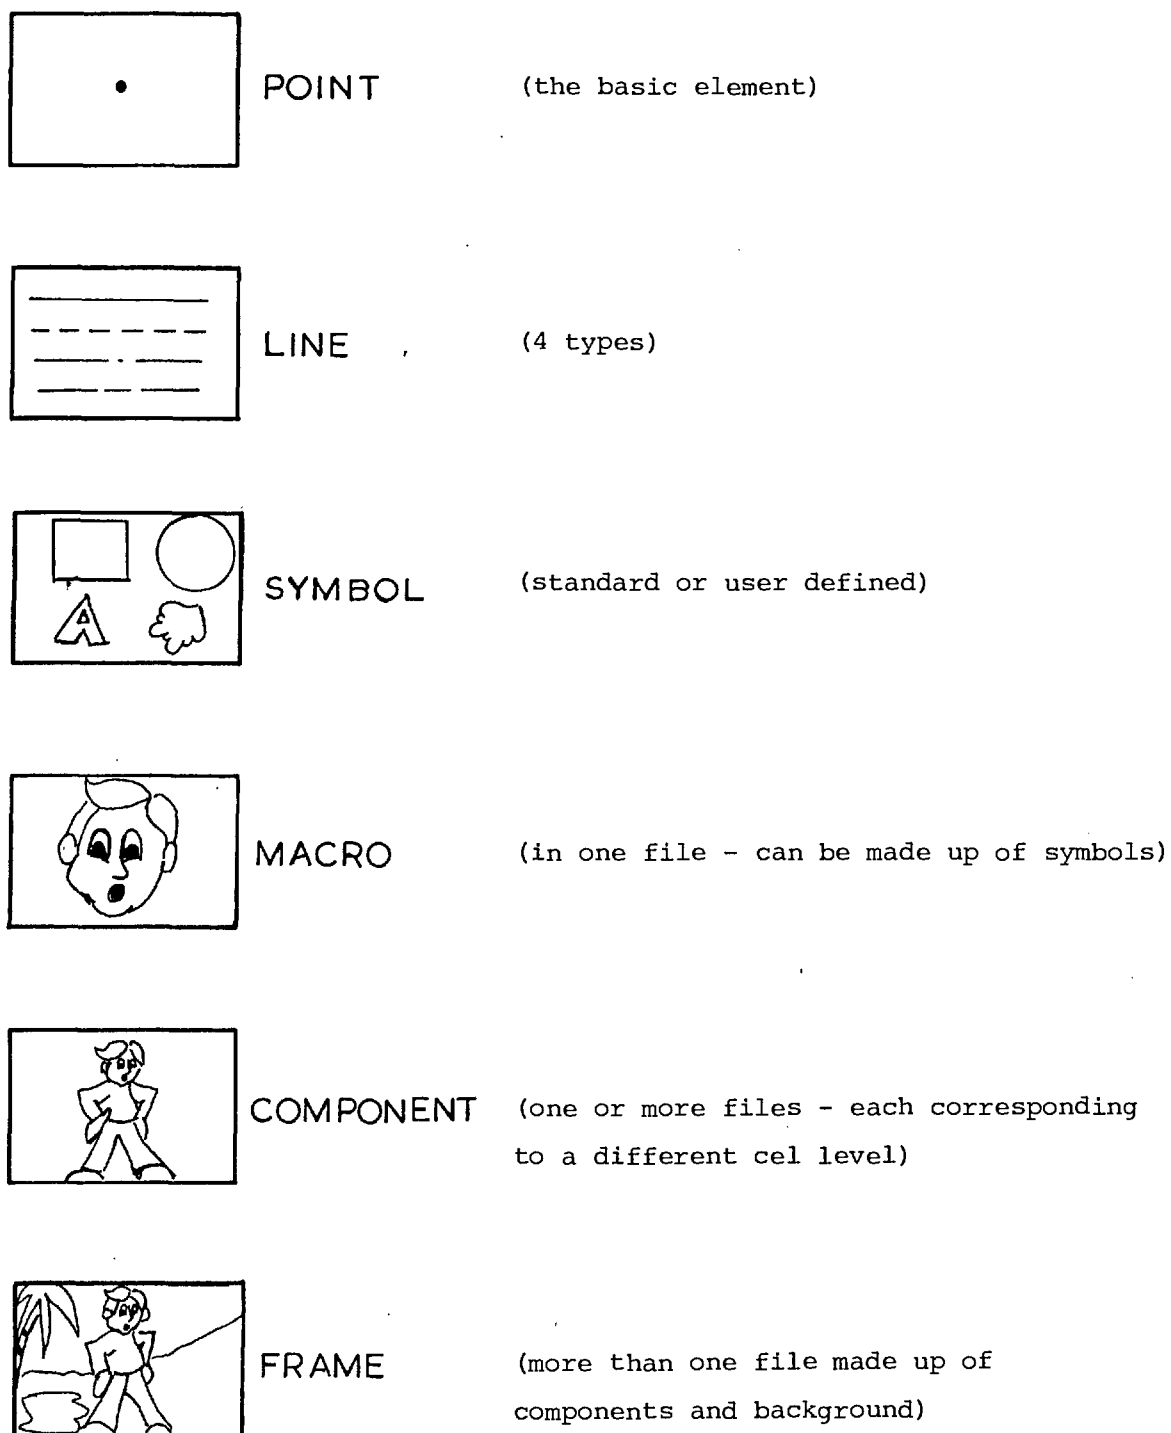 POINT (the basic element)
LINE (4 types)
A
SYMBOL (standard or user defined)
MACRO (in one file - can be made up of symbols)
COMPONENT (one or more files - each corresponding
to a different cel level)
FRAME (more than one file made up of
components and background)